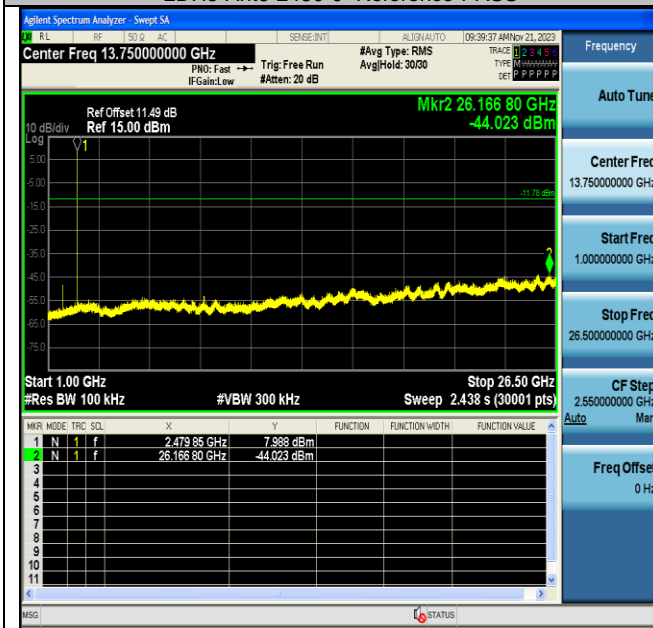 Agilent Spectrum Analyzer - Swept SA
RL RF 50 Ω AC SENSE:INT ALIGNAUTO 09:39:37 AM Nov 21, 2023
Center Freq 13.750000000 GHz
PNO: Fast
IFGain:Low
Trig: Free Run
#Atten: 20 dB
#Avg Type: RMS
Avg|Hold: 30/30
TRACE 1 2 3 4 5 6
TYPE M
DET P P P P P P
Frequency
Ref Offset 11.49 dB
10 dB/div Ref 15.00 dBm
Log
Mkr2 26.166 80 GHz
-44.023 dBm
1
5.00
-5.00
-11.78 dBm
-15.0
-25.0
-35.0
2
-45.0
-55.0
-65.0
-75.0
Start 1.00 GHz Stop 26.50 GHz
#Res BW 100 kHz #VBW 300 kHz Sweep 2.438 s (30001 pts)
MKR MODE TRC SCL X Y FUNCTION FUNCTION WIDTH FUNCTION VALUE
1 N 1 f 2.479 85 GHz 7.988 dBm
2 N 1 f 26.166 80 GHz -44.023 dBm
3
4
5
6
7
8
9
10
11
MSG STATUS
Auto Tune
Center Freq
13.750000000 GHz
Start Freq
1.000000000 GHz
Stop Freq
26.500000000 GHz
CF Step
2.550000000 GHz
Auto Man
Freq Offset
0 Hz